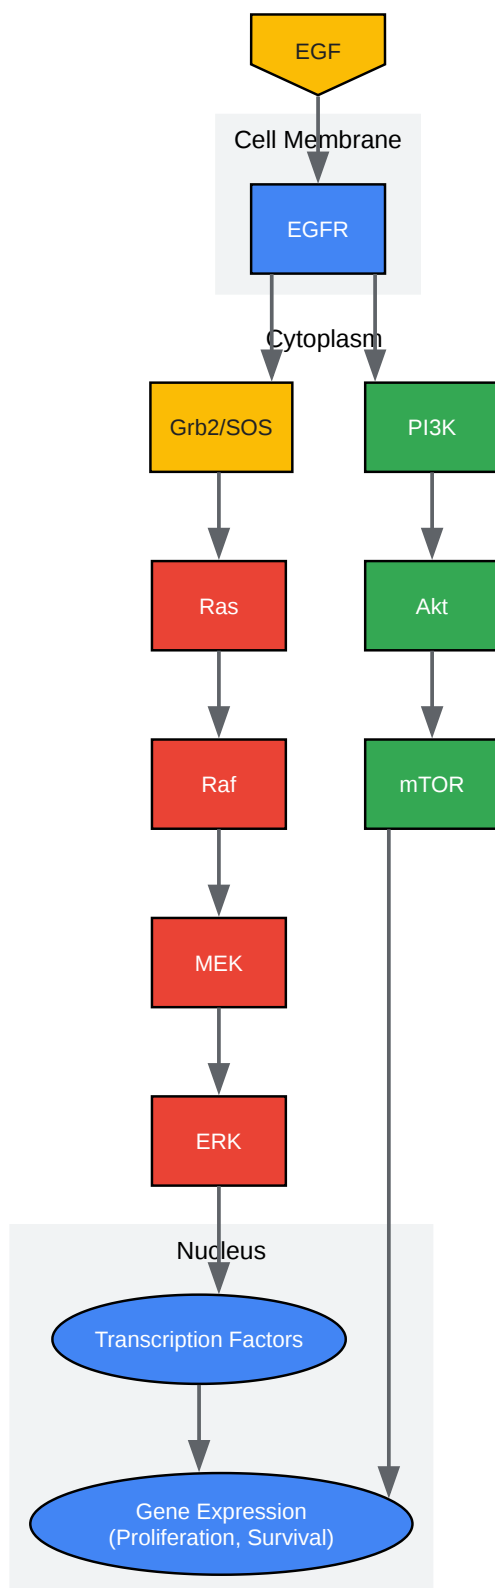 EGF
Cell Membrane
EGFR
Cytoplasm
Grb2/SOS
PI3K
Ras
Akt
Raf
mTOR
MEK
ERK
Nucleus
Transcription Factors
Gene Expression
(Proliferation, Survival)